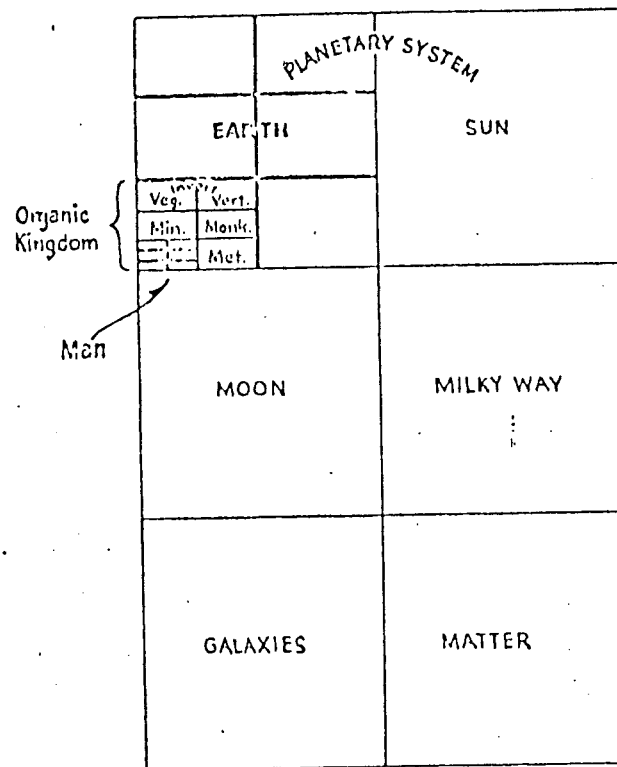 PLANETARY SYSTEM
EARTH
SUN
Veg. Vert.
Organic
Kingdom
Min. Monk.
Met.
Man
MOON
MILKY WAY
GALAXIES
MATTER